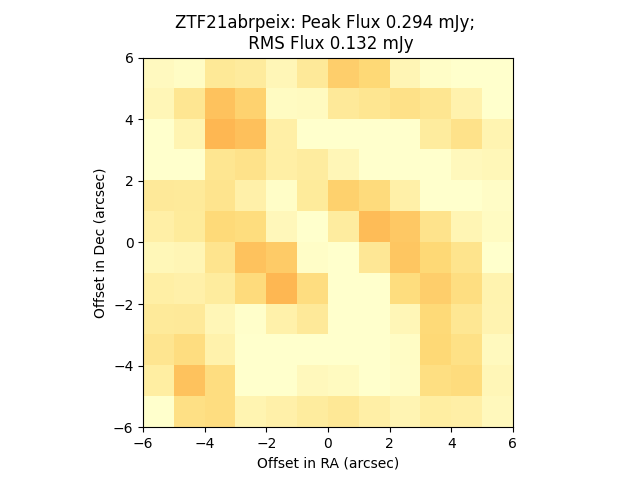 ZTF21abrpeix: Peak Flux 0.294 mJy;
RMS Flux 0.132 mJy
6
4
2
0
−2
−4
−6
Offset in Dec (arcsec)
−6 −4 −2 0 2 4 6
Offset in RA (arcsec)